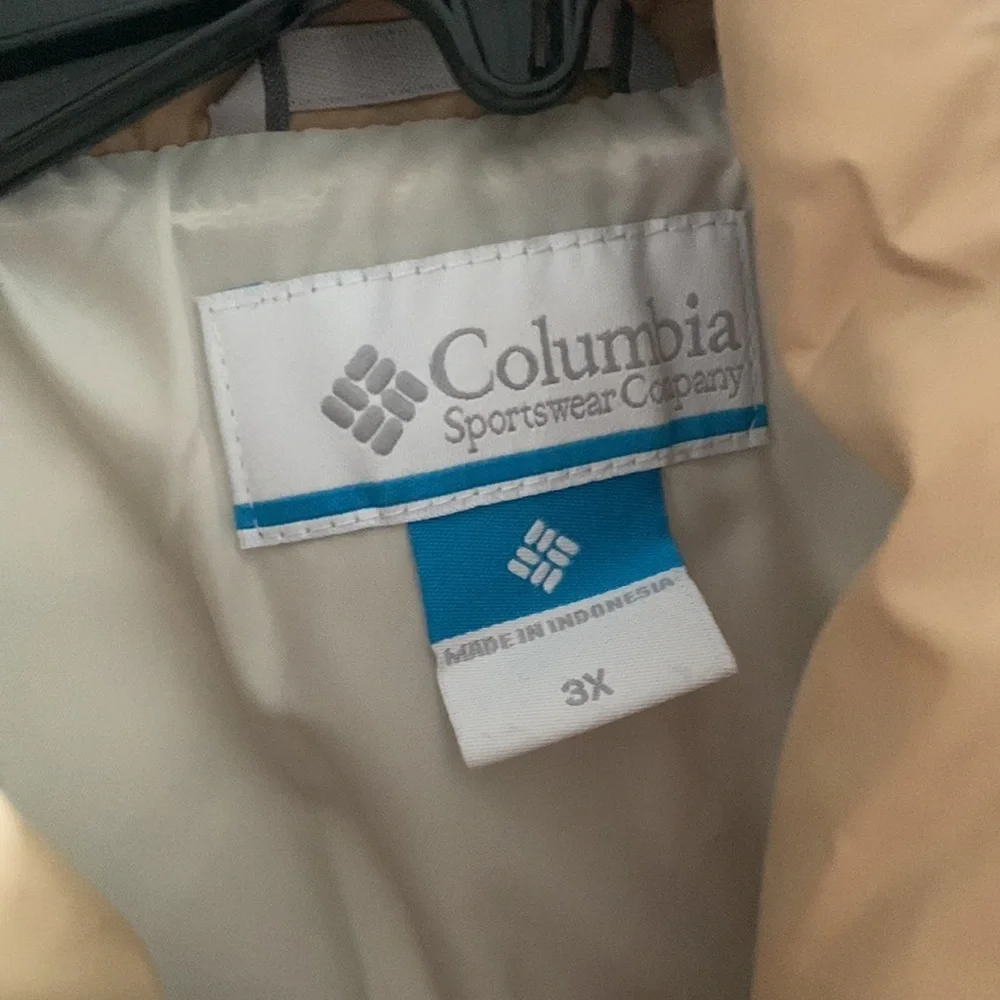 Columbia
Sportswear Company
MADE IN INDONESIA
3X